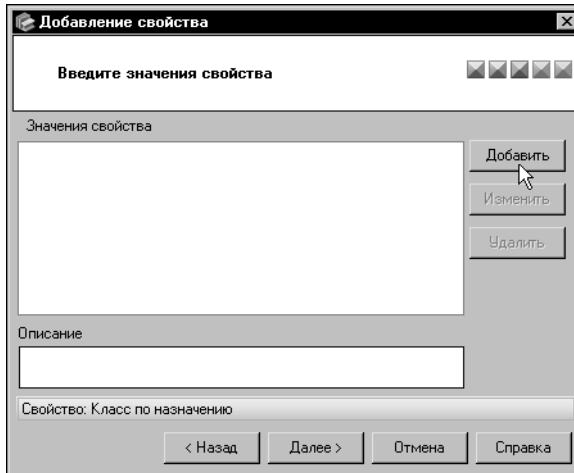 Добавление свойства
Введите значения свойства
Значения свойства
Добавить
Изменить
Удалить
Описание
Свойство: Класс по назначению
< Назад
Далее >
Отмена
Справка